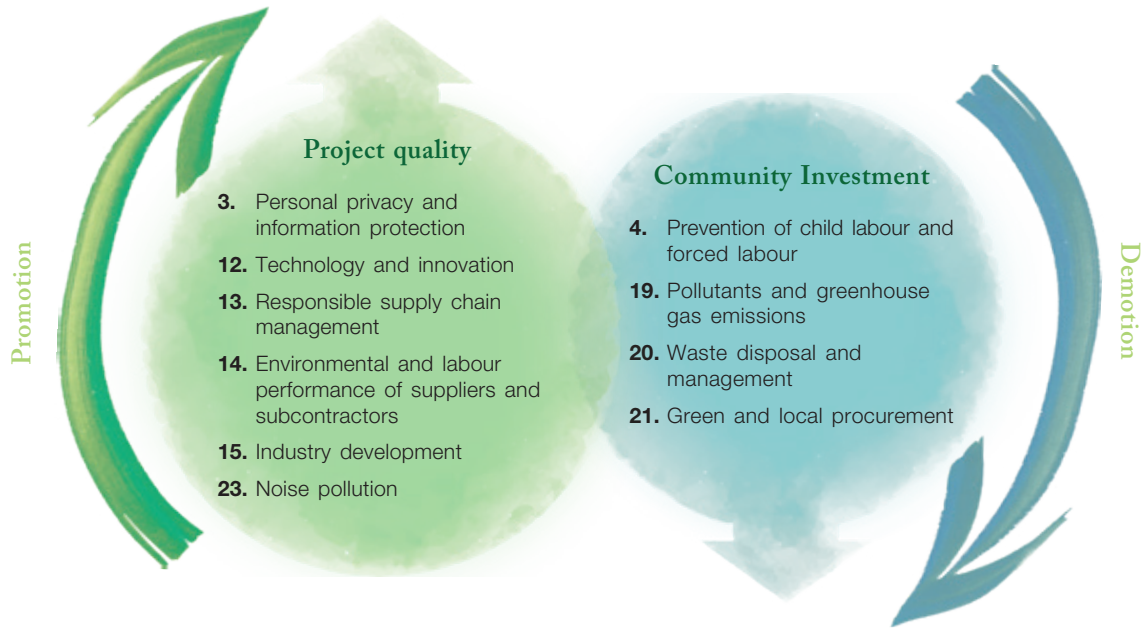 Promotion
Project quality
3. Personal privacy and
information protection
12. Technology and innovation
13. Responsible supply chain
management
14. Environmental and labour
performance of suppliers and
subcontractors
15. Industry development
23. Noise pollution
Community Investment
4. Prevention of child labour and
forced labour
19. Pollutants and greenhouse
gas emissions
20. Waste disposal and
management
21. Green and local procurement
Demotion